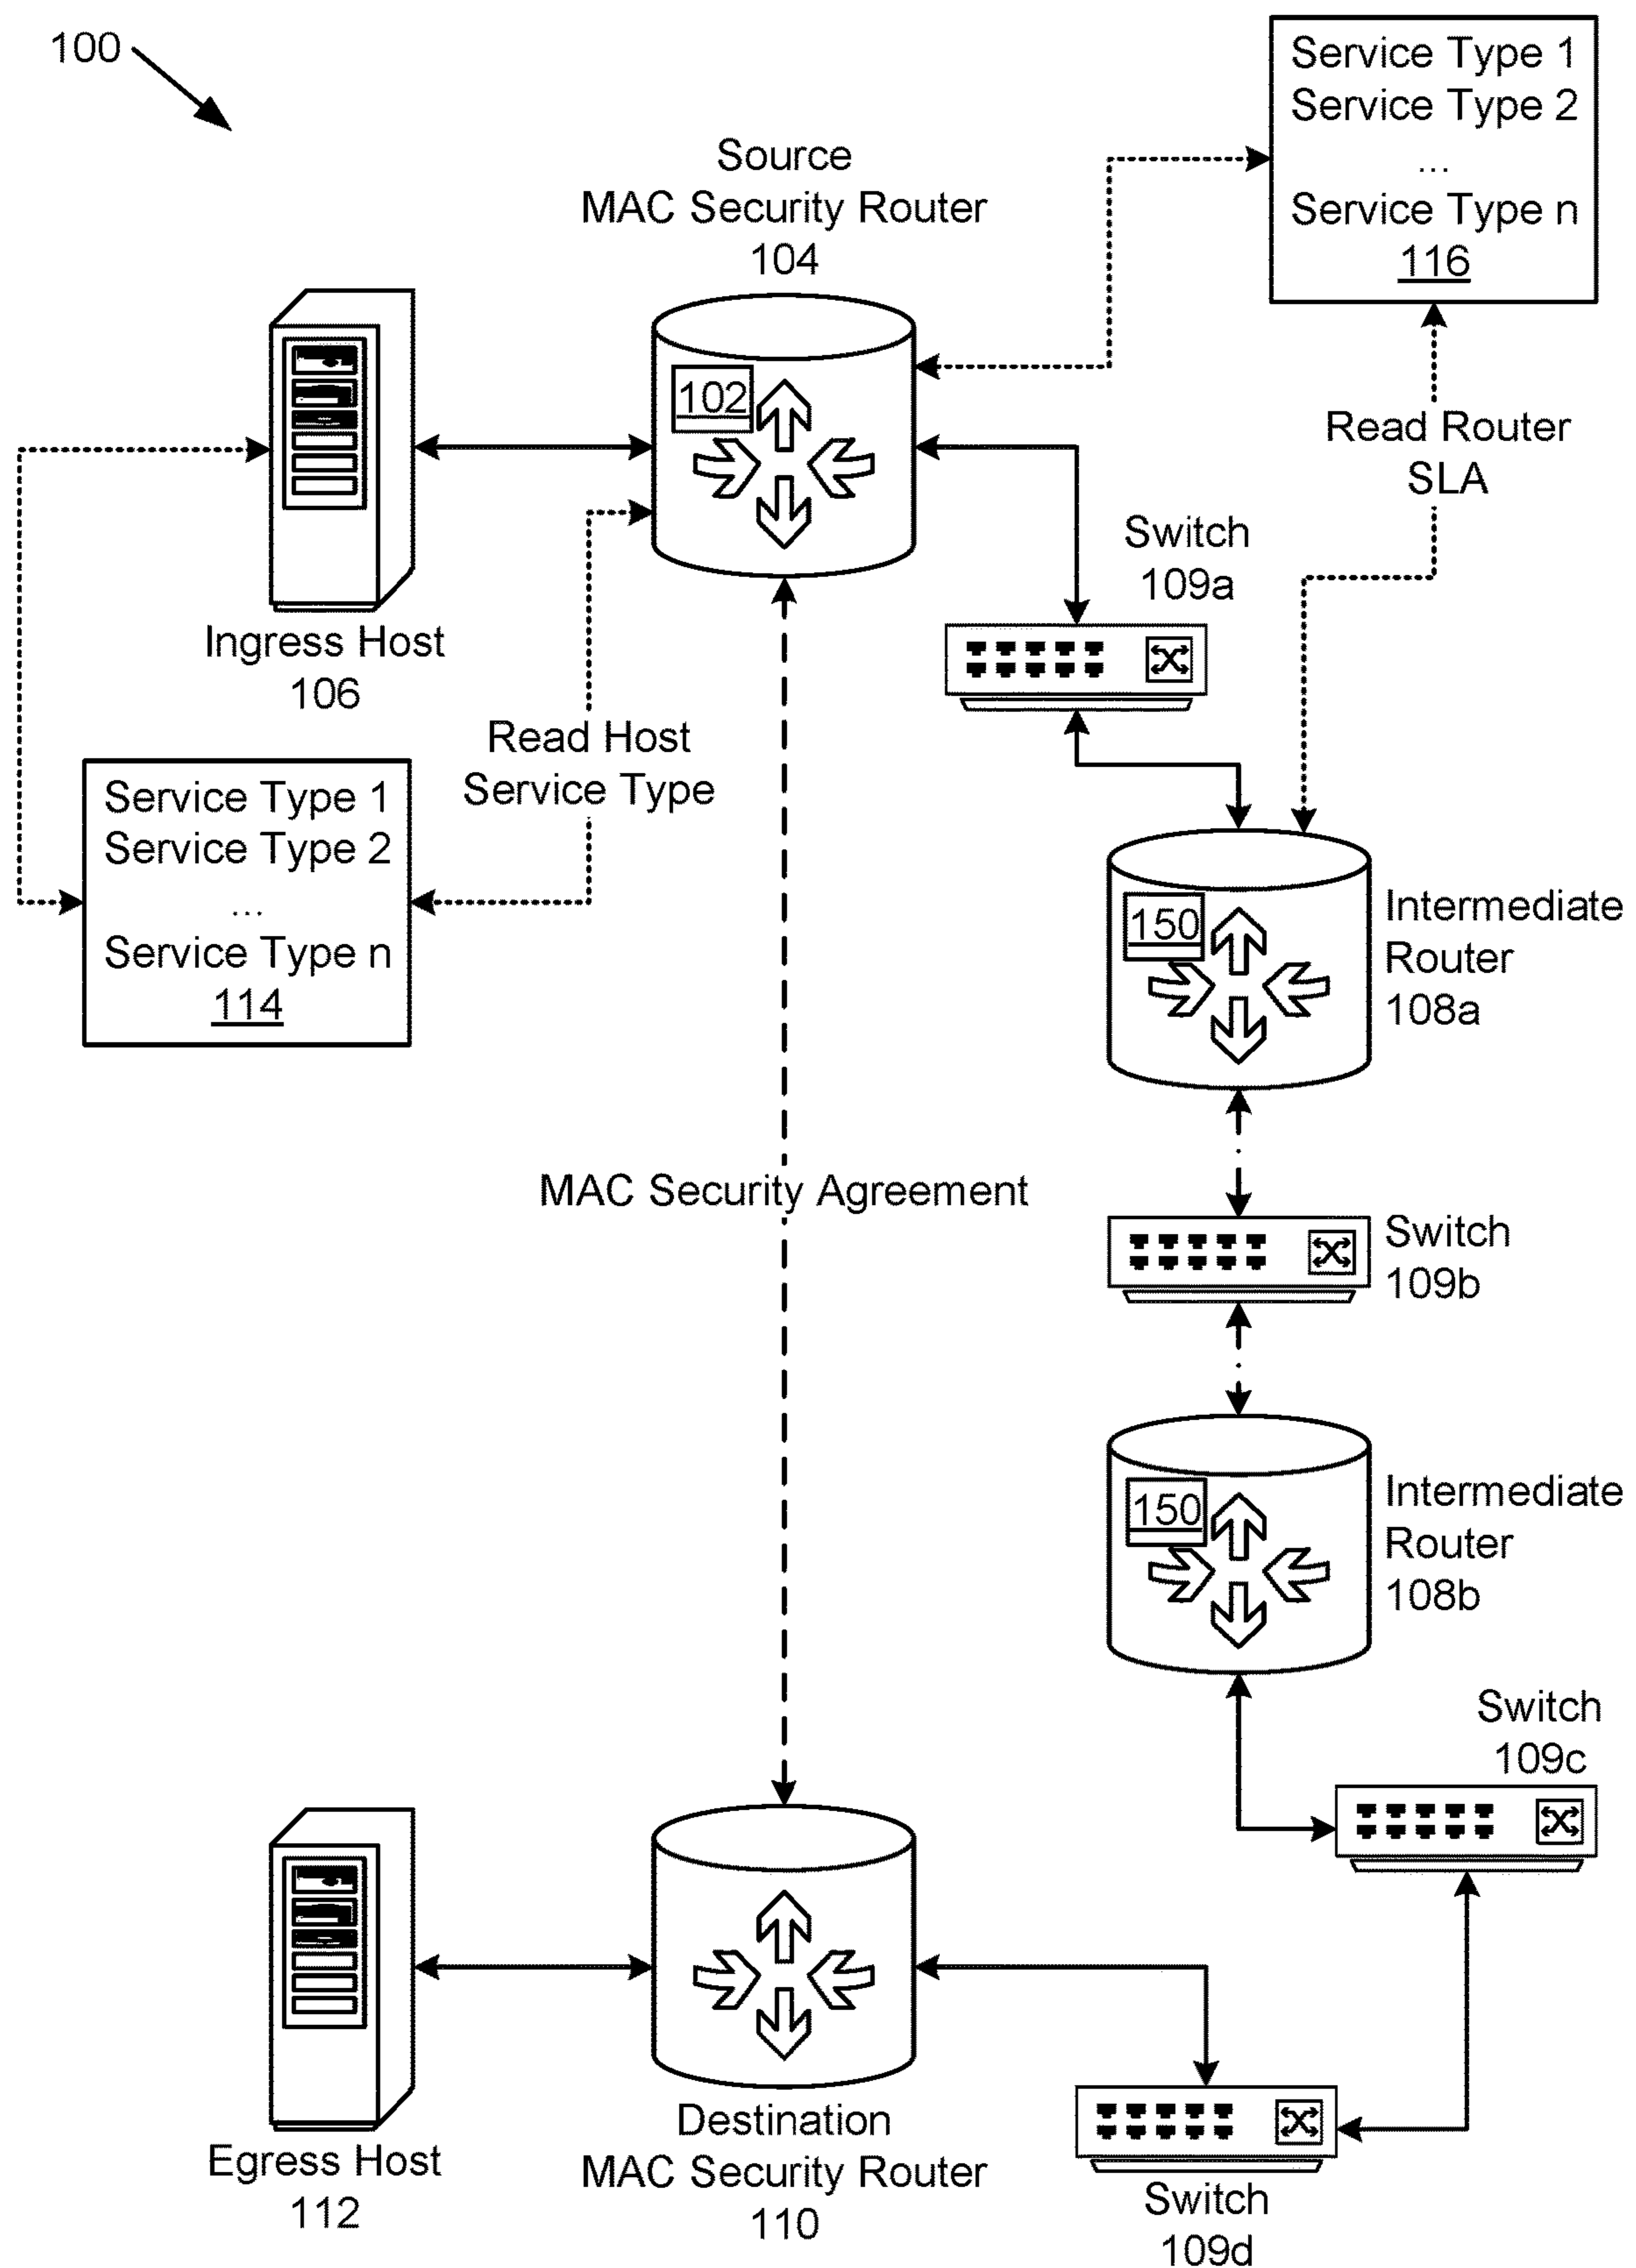 100
Service Type 1
Service Type 2
...
Service Type n
116
Source
MAC Security Router
104
102
Read Router
SLA
Switch
109a
Ingress Host
106
Read Host
Service Type
Service Type 1
Service Type 2
...
Service Type n
114
150
Intermediate
Router
108a
MAC Security Agreement
Switch
109b
150
Intermediate
Router
108b
Switch
109c
Egress Host
112
Destination
MAC Security Router
110
Switch
109d